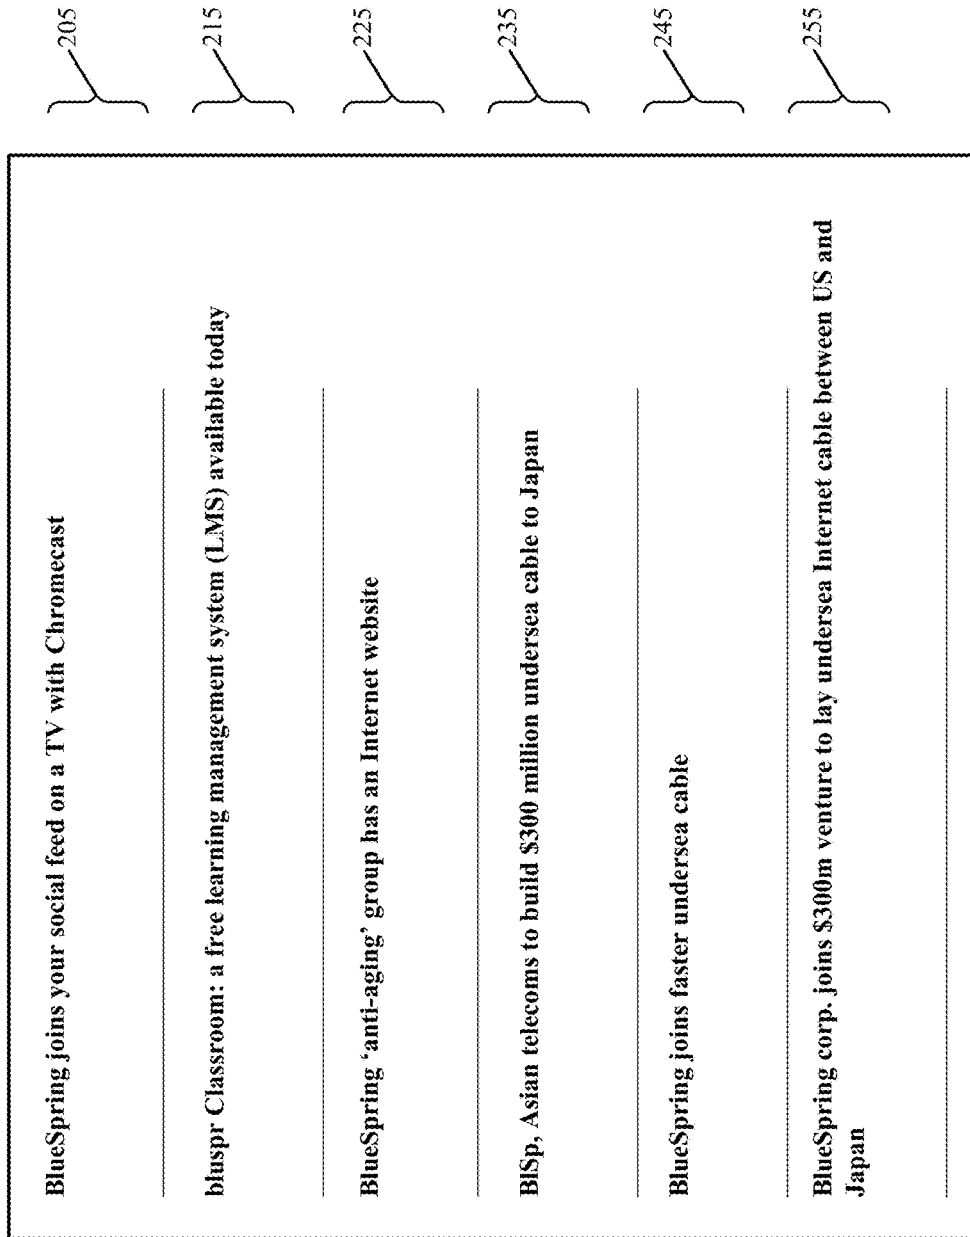 BlueSpring joins your social feed on a TV with Chromecast
205
bluspr Classroom: a free learning management system (LMS) available today
215
BlueSpring ‘anti-aging’ group has an Internet website
225
BlSp, Asian telecoms to build $300 million undersea cable to Japan
235
BlueSpring joins faster undersea cable
245
BlueSpring corp. joins $300m venture to lay undersea Internet cable between US and
Japan
255